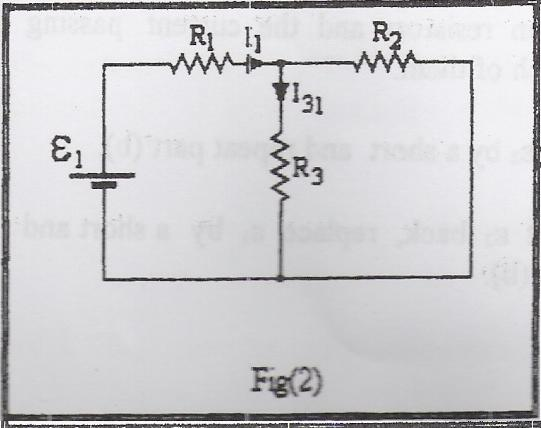 R₁ I₁ R₂
I₃₁
ε₁
R₃
Fig(2)